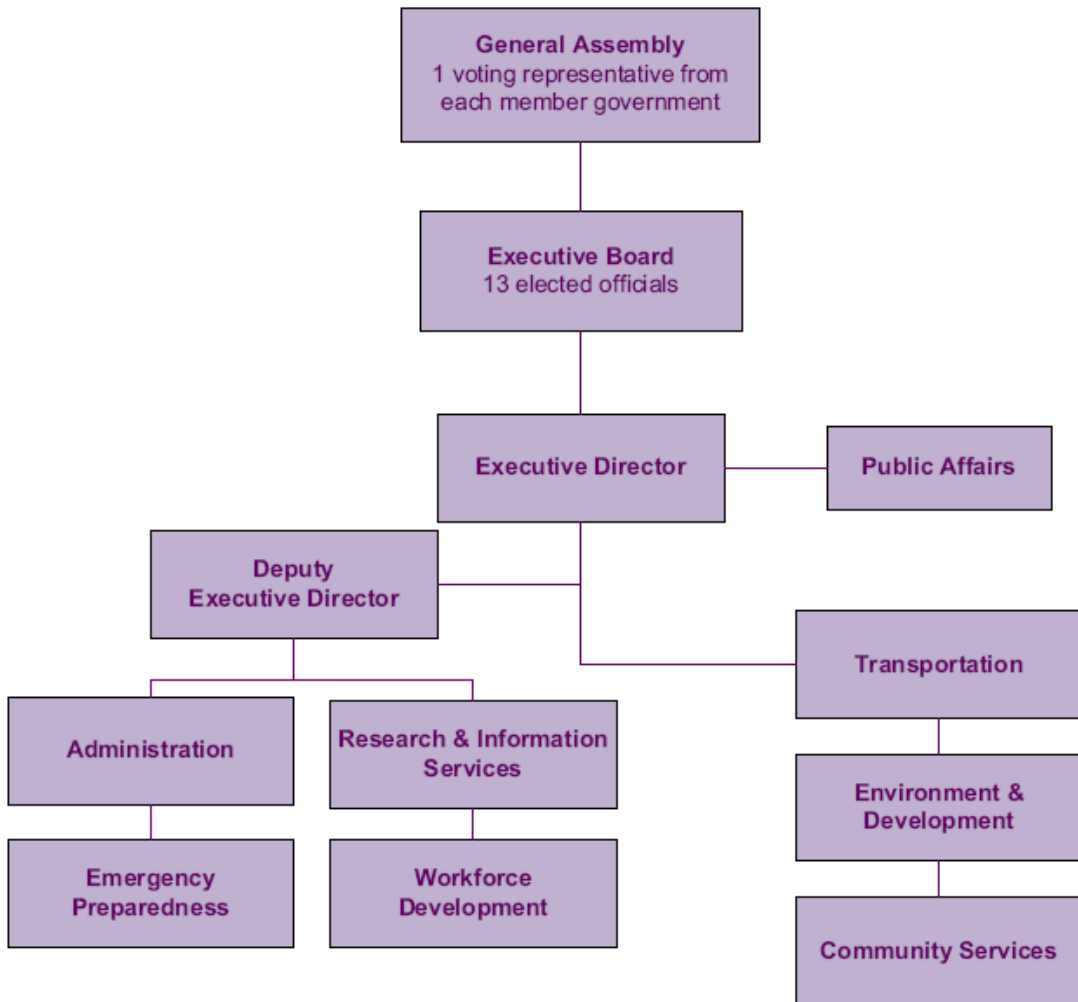 General Assembly
1 voting representative from
each member government
Executive Board
13 elected officials
Executive Director
Public Affairs
Deputy
Executive Director
Transportation
Administration
Research & Information
Services
Environment &
Development
Emergency
Preparedness
Workforce
Development
Community Services